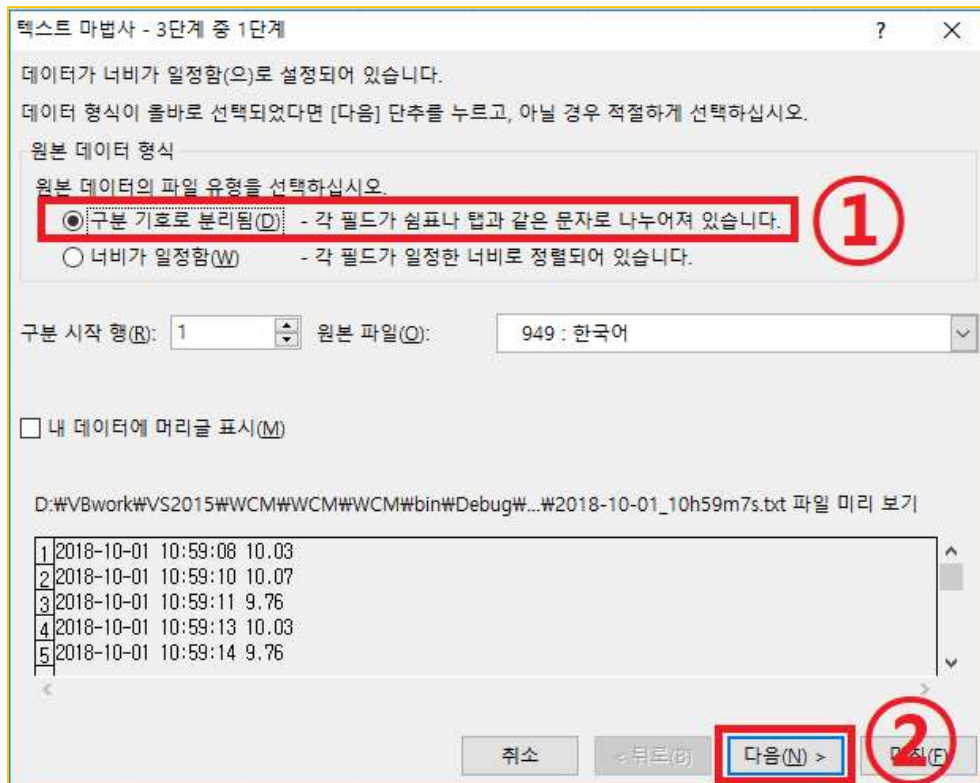 텍스트 마법사 - 3단계 중 1단계 ?
데이터가 너비가 일정함(으)로 설정되어 있습니다.
데이터 형식이 올바로 선택되었다면 [다음] 단추를 누르고, 아닐 경우 적절하게 선택하십시오.
원본 데이터 형식
원본 데이터의 파일 유형을 선택하십시오.
구분 기호로 분리됨(D) - 각 필드가 쉼표나 탭과 같은 문자로 나누어져 있습니다.
①
너비가 일정함(W) - 각 필드가 일정한 너비로 정렬되어 있습니다.
구분 시작 행(R): 1 원본 파일(O): 949 : 한국어
내 데이터에 머리글 표시(M)
D:₩VBwork₩VS2015₩WCM₩WCM₩WCM₩bin₩Debug₩...₩2018-10-01_10h59m7s.txt 파일 미리 보기
1 2018-10-01 10:59:08 10.03
2 2018-10-01 10:59:10 10.07
3 2018-10-01 10:59:11 9.76
4 2018-10-01 10:59:13 10.03
5 2018-10-01 10:59:14 9.76
취소 < 뒤로(B) 다음(N) > ②